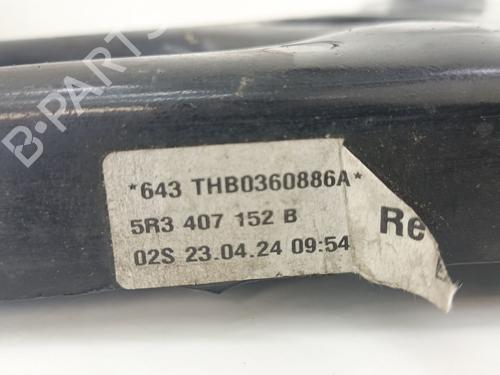 B-PARTS
*643 THB0360886A*
5R3 407 152 B
Re
02S 23.04.24 09:54